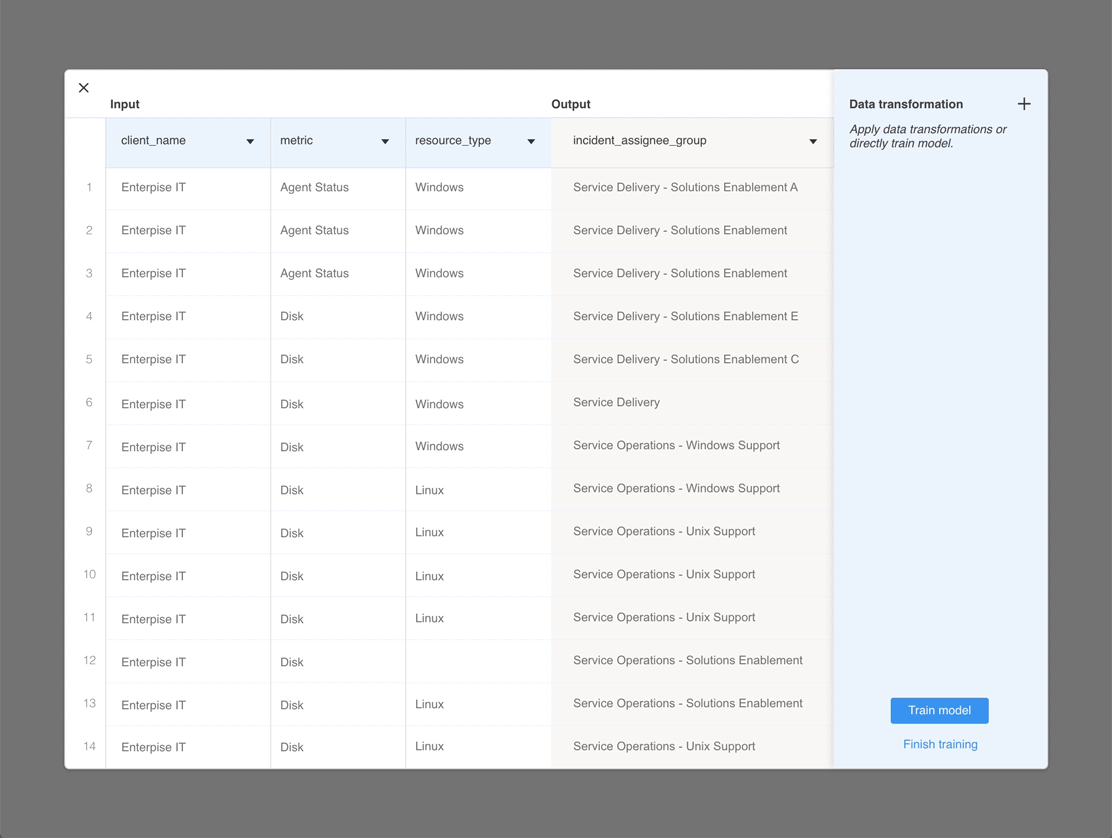 Input
Output
Data transformation
Apply data transformations or
directly train model.
client_name metric resource_type incident_assignee_group
1 Enterpise IT Agent Status Windows Service Delivery - Solutions Enablement A
2 Enterpise IT Agent Status Windows Service Delivery - Solutions Enablement
3 Enterpise IT Agent Status Windows Service Delivery - Solutions Enablement
4 Enterpise IT Disk Windows Service Delivery - Solutions Enablement E
5 Enterpise IT Disk Windows Service Delivery - Solutions Enablement C
6 Enterpise IT Disk Windows Service Delivery
7 Enterpise IT Disk Windows Service Operations - Windows Support
8 Enterpise IT Disk Linux Service Operations - Windows Support
9 Enterpise IT Disk Linux Service Operations - Unix Support
10 Enterpise IT Disk Linux Service Operations - Unix Support
11 Enterpise IT Disk Linux Service Operations - Unix Support
12 Enterpise IT Disk Service Operations - Solutions Enablement
13 Enterpise IT Disk Linux Service Operations - Solutions Enablement
14 Enterpise IT Disk Linux Service Operations - Unix Support
Train model
Finish training